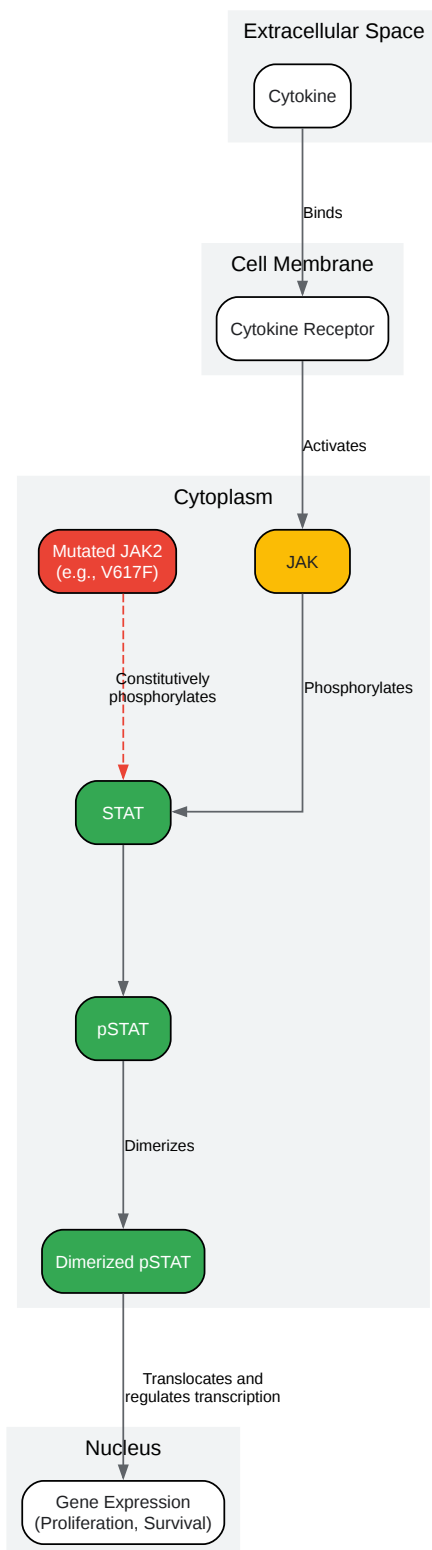 Extracellular Space
Cytokine
Binds
Cell Membrane
Cytokine Receptor
Activates
Cytoplasm
Mutated JAK2
(e.g., V617F)
JAK
Constitutively
phosphorylates
Phosphorylates
STAT
pSTAT
Dimerizes
Dimerized pSTAT
Translocates and
regulates transcription
Nucleus
Gene Expression
(Proliferation, Survival)